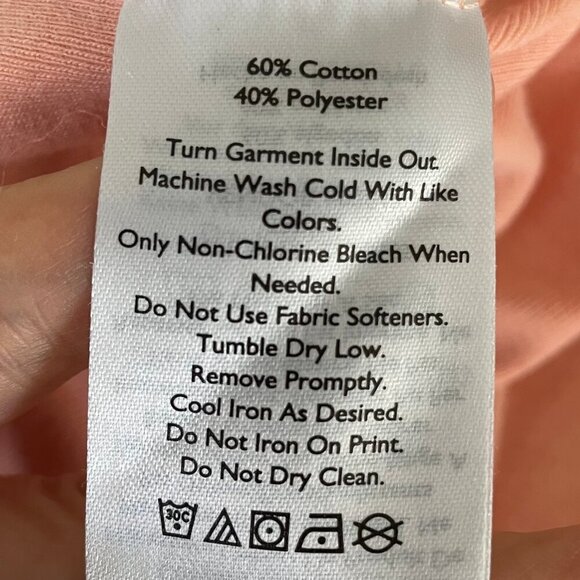 60% Cotton
40% Polyester
Turn Garment Inside Out.
Machine Wash Cold With Like
Colors.
Only Non-Chlorine Bleach When
Needed.
Do Not Use Fabric Softeners.
Tumble Dry Low.
Remove Promptly.
Cool Iron As Desired.
Do Not Iron On Print.
Do Not Dry Clean.
30C